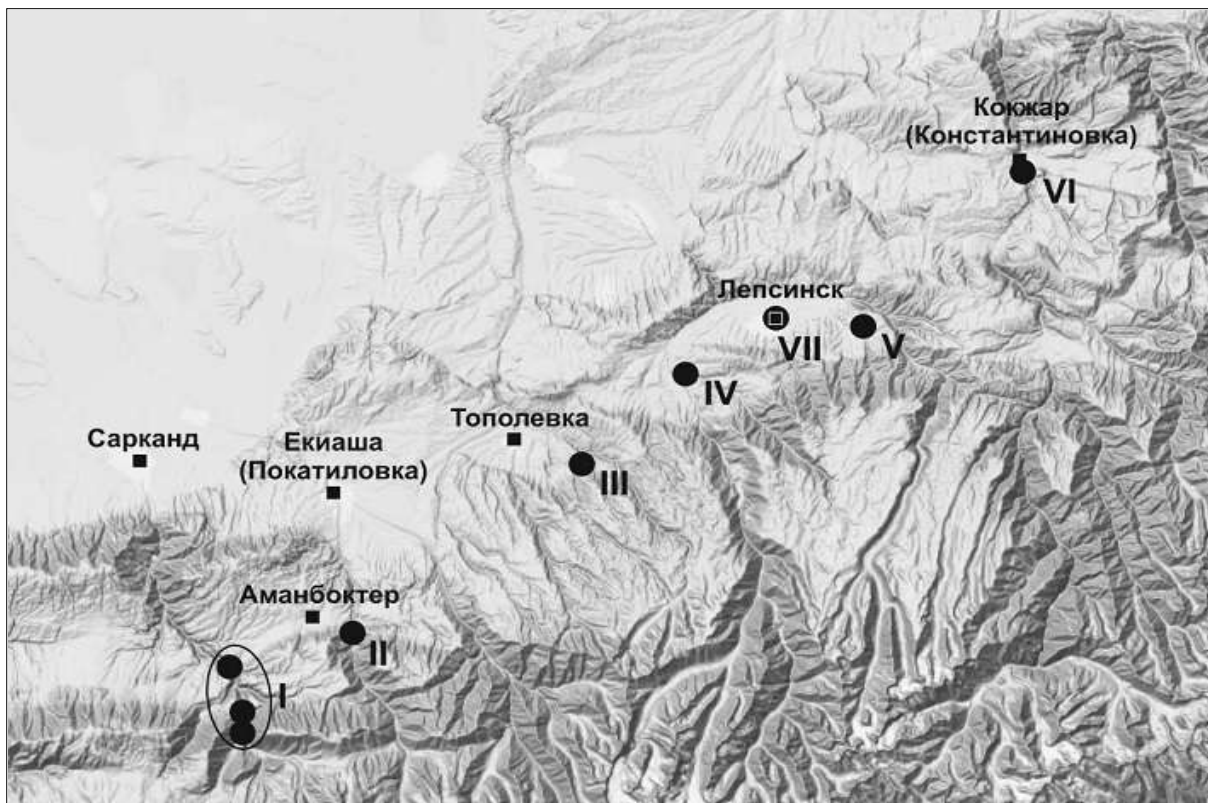 Кокжар
(Константиновка)
VI
Лепсинск
VII
V
IV
Тополевка
III
Сарканд
Екиаша
(Покатиловка)
Аманбоктер
II
I